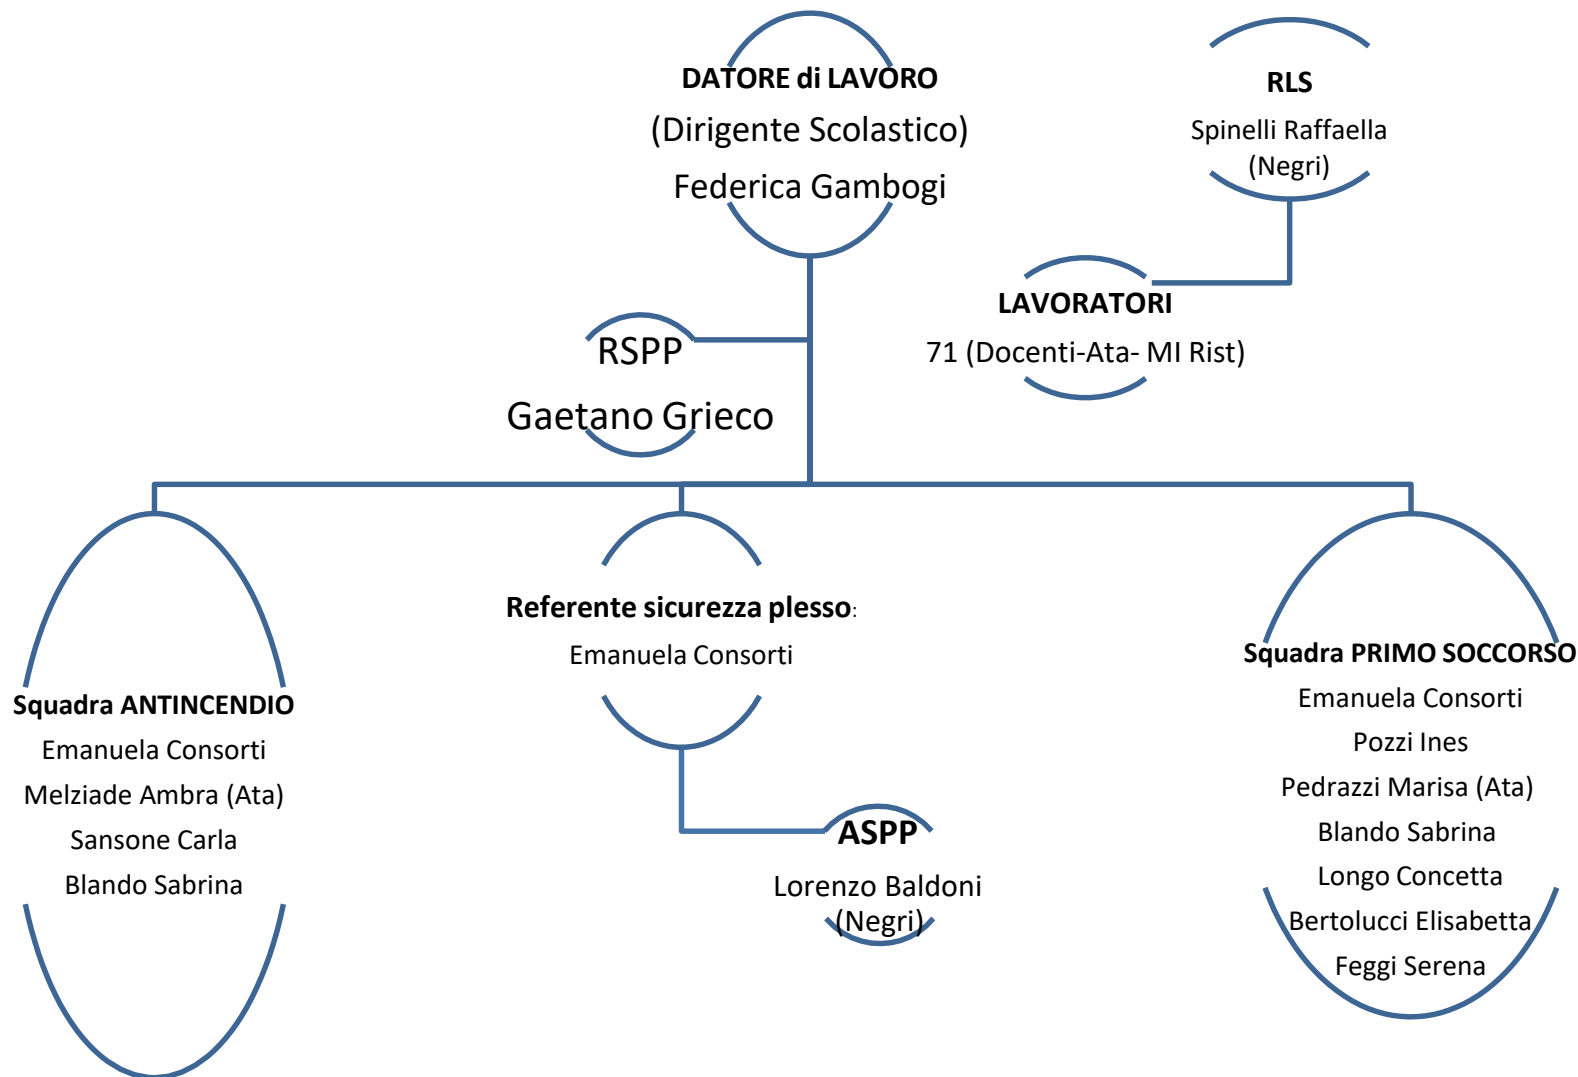 DATORE di LAVORO
(Dirigente Scolastico)
Federica Gambogi
RLS
Spinelli Raffaella
(Negri)
LAVORATORI
71 (Docenti-Ata- MI Rist)
RSPP
Gaetano Grieco
Squadra ANTINCENDIO
Emanuela Consorti
Melziade Ambra (Ata)
Sansone Carla
Blando Sabrina
Referente sicurezza plesso:
Emanuela Consorti
ASPP
Lorenzo Baldoni
(Negri)
Squadra PRIMO SOCCORSO
Emanuela Consorti
Pozzi Ines
Pedrazzi Marisa (Ata)
Blando Sabrina
Longo Concetta
Bertolucci Elisabetta
Feggi Serena